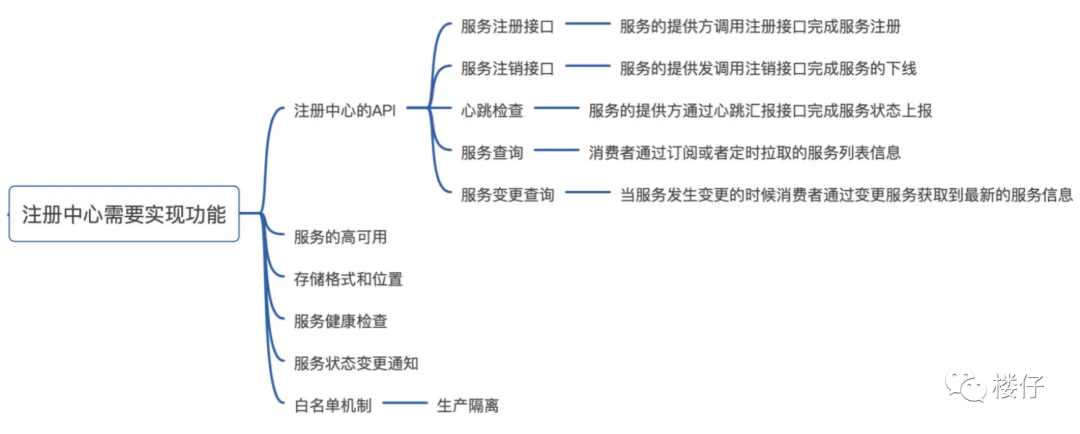 注册中心需要实现功能
注册中心的API
服务注册接口
服务的提供方调用注册接口完成服务注册
服务注销接口
服务的提供发调用注销接口完成服务的下线
心跳检查
服务的提供方通过心跳汇报接口完成服务状态上报
服务查询
消费者通过订阅或者定时拉取的服务列表信息
服务变更查询
当服务发生变更的时候消费者通过变更服务获取到最新的服务信息
服务的高可用
存储格式和位置
服务健康检查
服务状态变更通知
白名单机制
生产隔离
楼仔